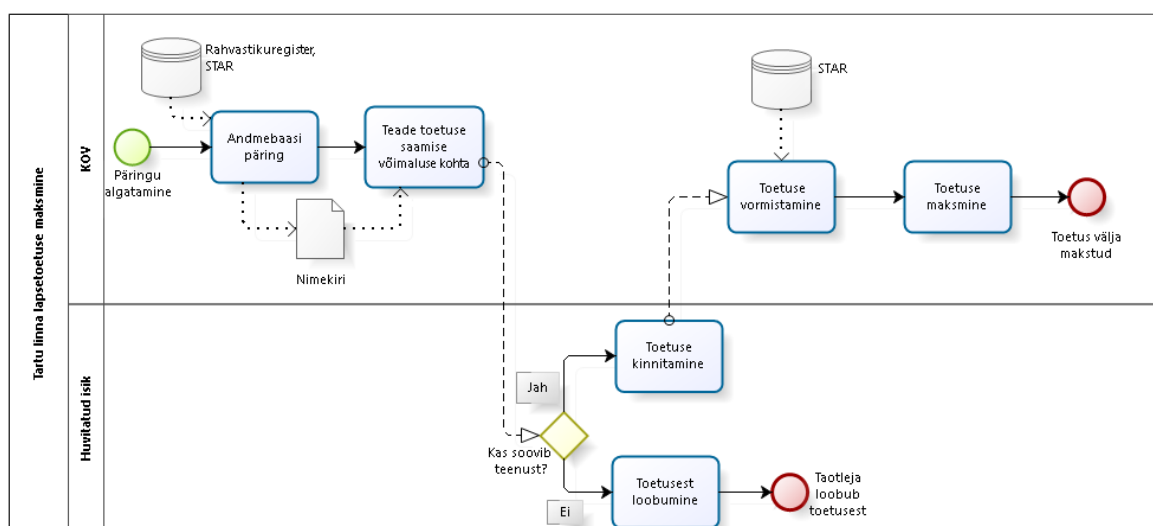 Tartu linna lapsetoetuse maksmine
KOV
Rahvastikuregister,
STAR
Päringu
algatamine
Andmebaasi
päring
Nimekiri
Teade toetuse
saamise
võimaluse kohta
STAR
Toetuse
vormistamine
Toetuse
maksmine
Toetus välja
makstud
Huvitatud isik
Kas soovib
teenust?
Jah
Toetuse
kinnitamine
Ei
Toetusest
loobumine
Taotleja
loobub
toetusest